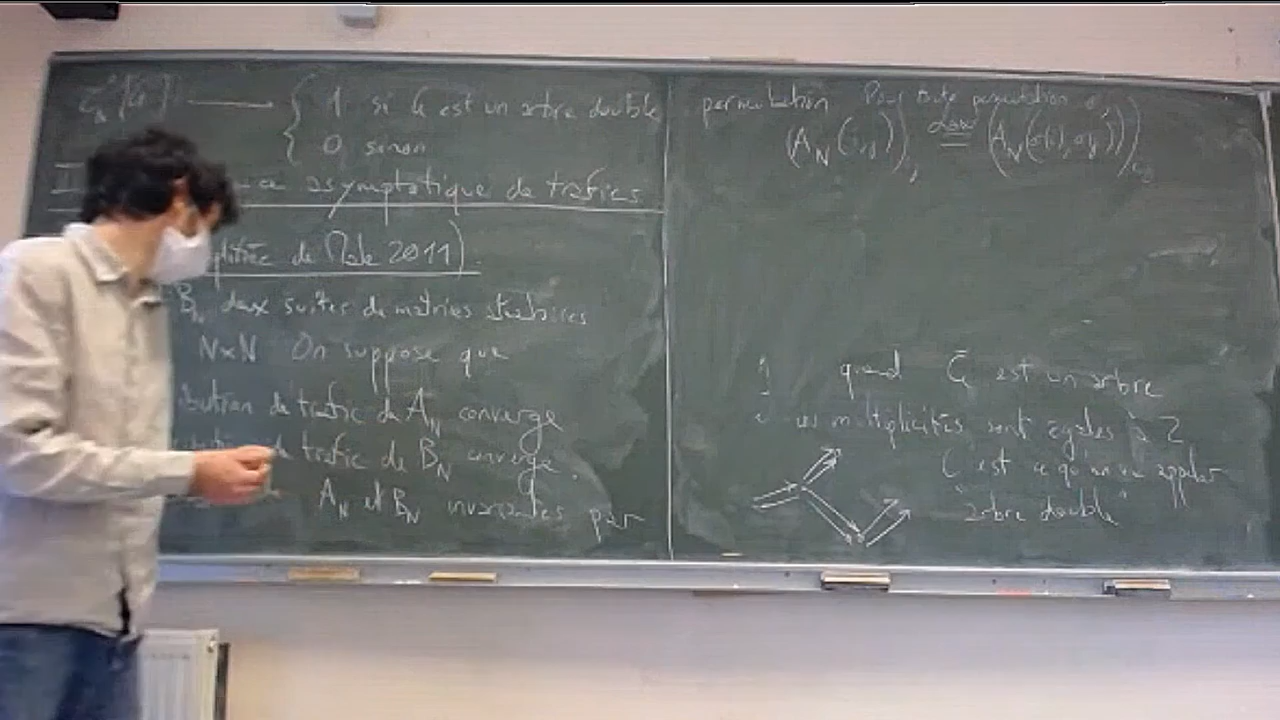 1 si G est un arbre double
0 sinon
asymptotique de trafics
de Male 2011).
B_N deux suites de matrices aléatoires
N×N On suppose que
de trafic de A_N converge
trafic de B_N converge.
A_N et B_N invariantes par
permutation Pour toute permutation σ,
(A_N(i,j))_{i,j} =^{Loi} (A_N(σ(i),σ(j)))_{i,j}
1 quand G est un arbre
multiplicités sont égales à 2
C'est ce qu'on va appeler
"arbre double"